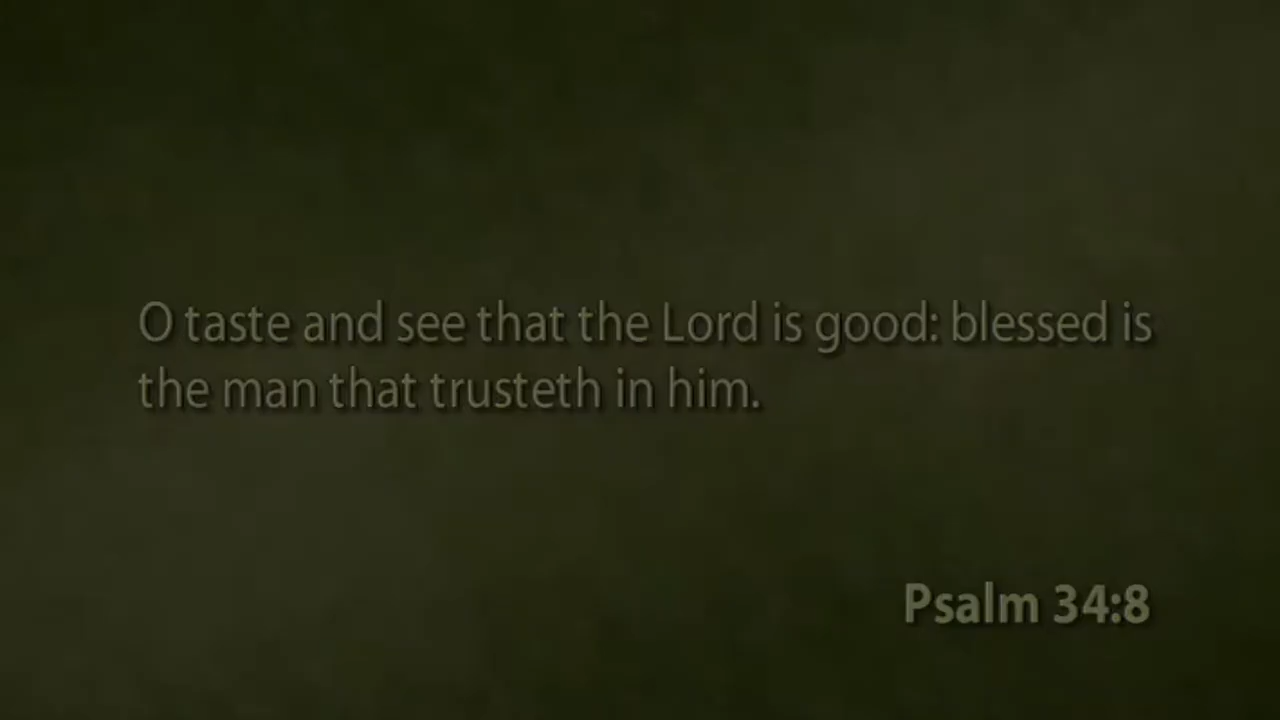 O taste and see that the Lord is good: blessed is
the man that trusteth in him.
Psalm 34:8